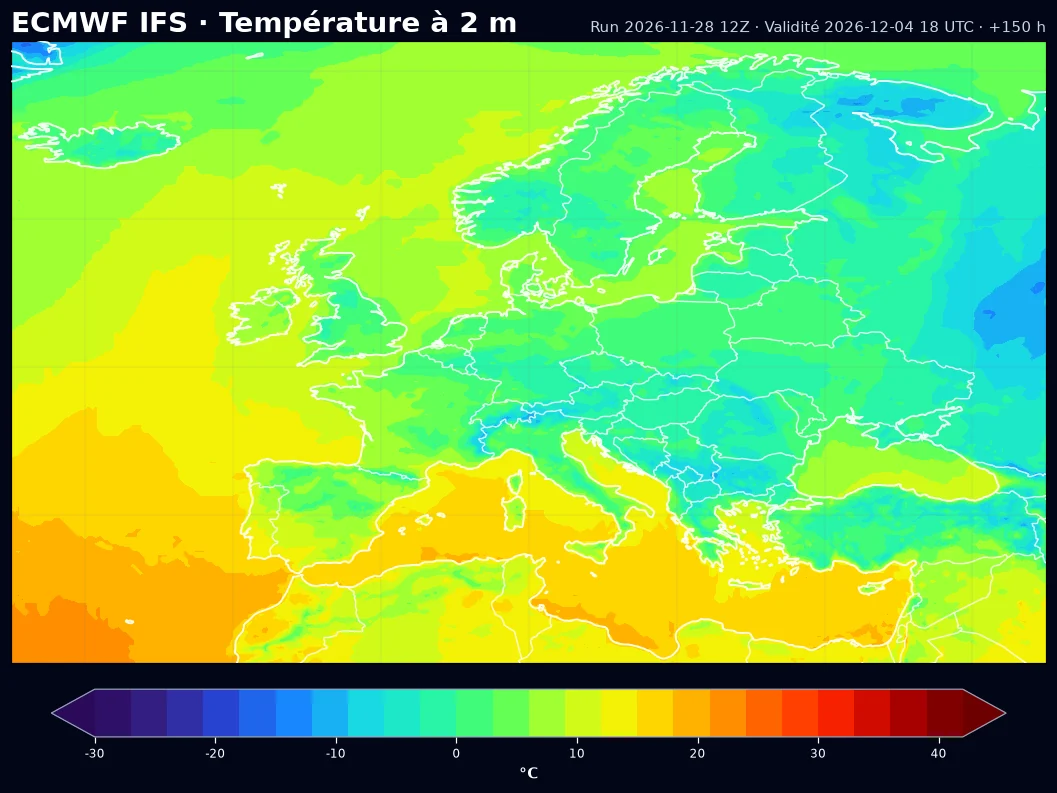 ECMWF IFS · Température à 2 m
Run 2026-11-28 12Z · Validité 2026-12-04 18 UTC · +150 h
-30 -20 -10 0 10 20 30 40
°C